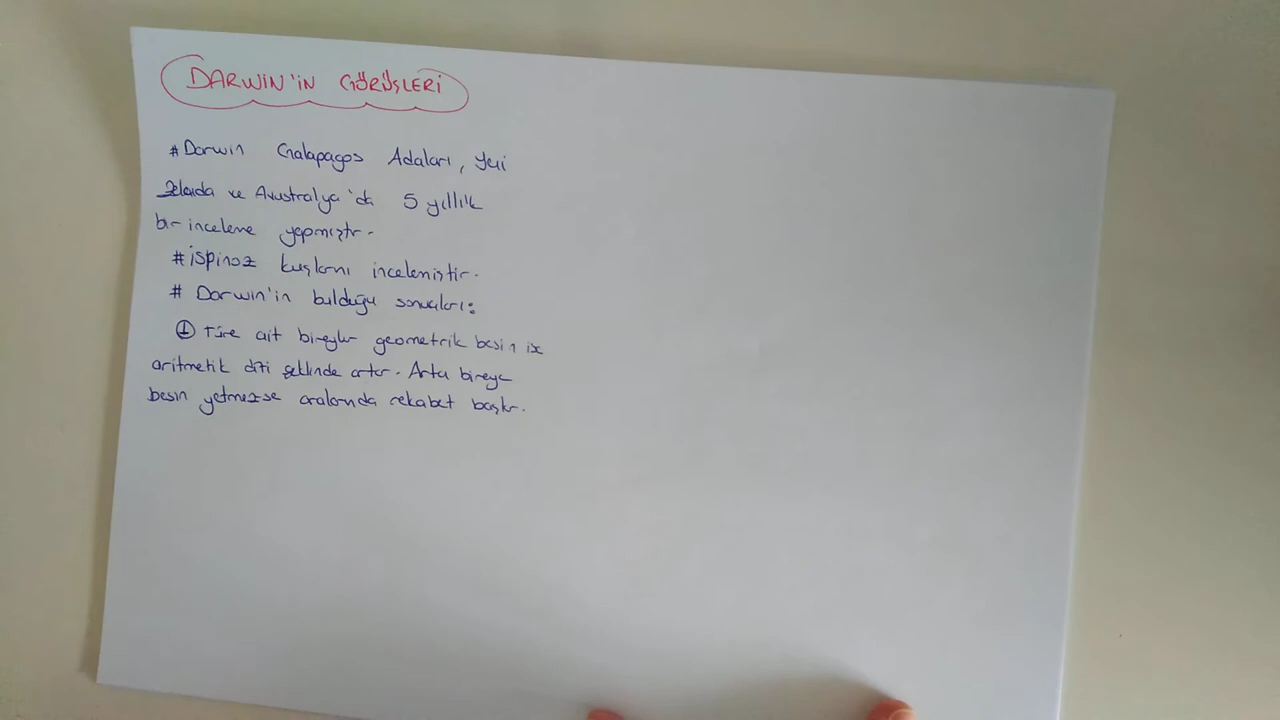 DARWIN'İN GÖRÜŞLERİ
# Darwin Galapagos Adaları, Yeni
Zelanda ve Avustralya'da 5 yıllık
bir inceleme yapmıştır.
# İspinoz kuşlarını incelemiştir.
# Darwin'in bulduğu sonuçları:
① Türe ait bireyler geometrik besin ise
aritmetik dizi şeklinde artar. Artan bireye
besin yetmezse aralarında rekabet başlar.